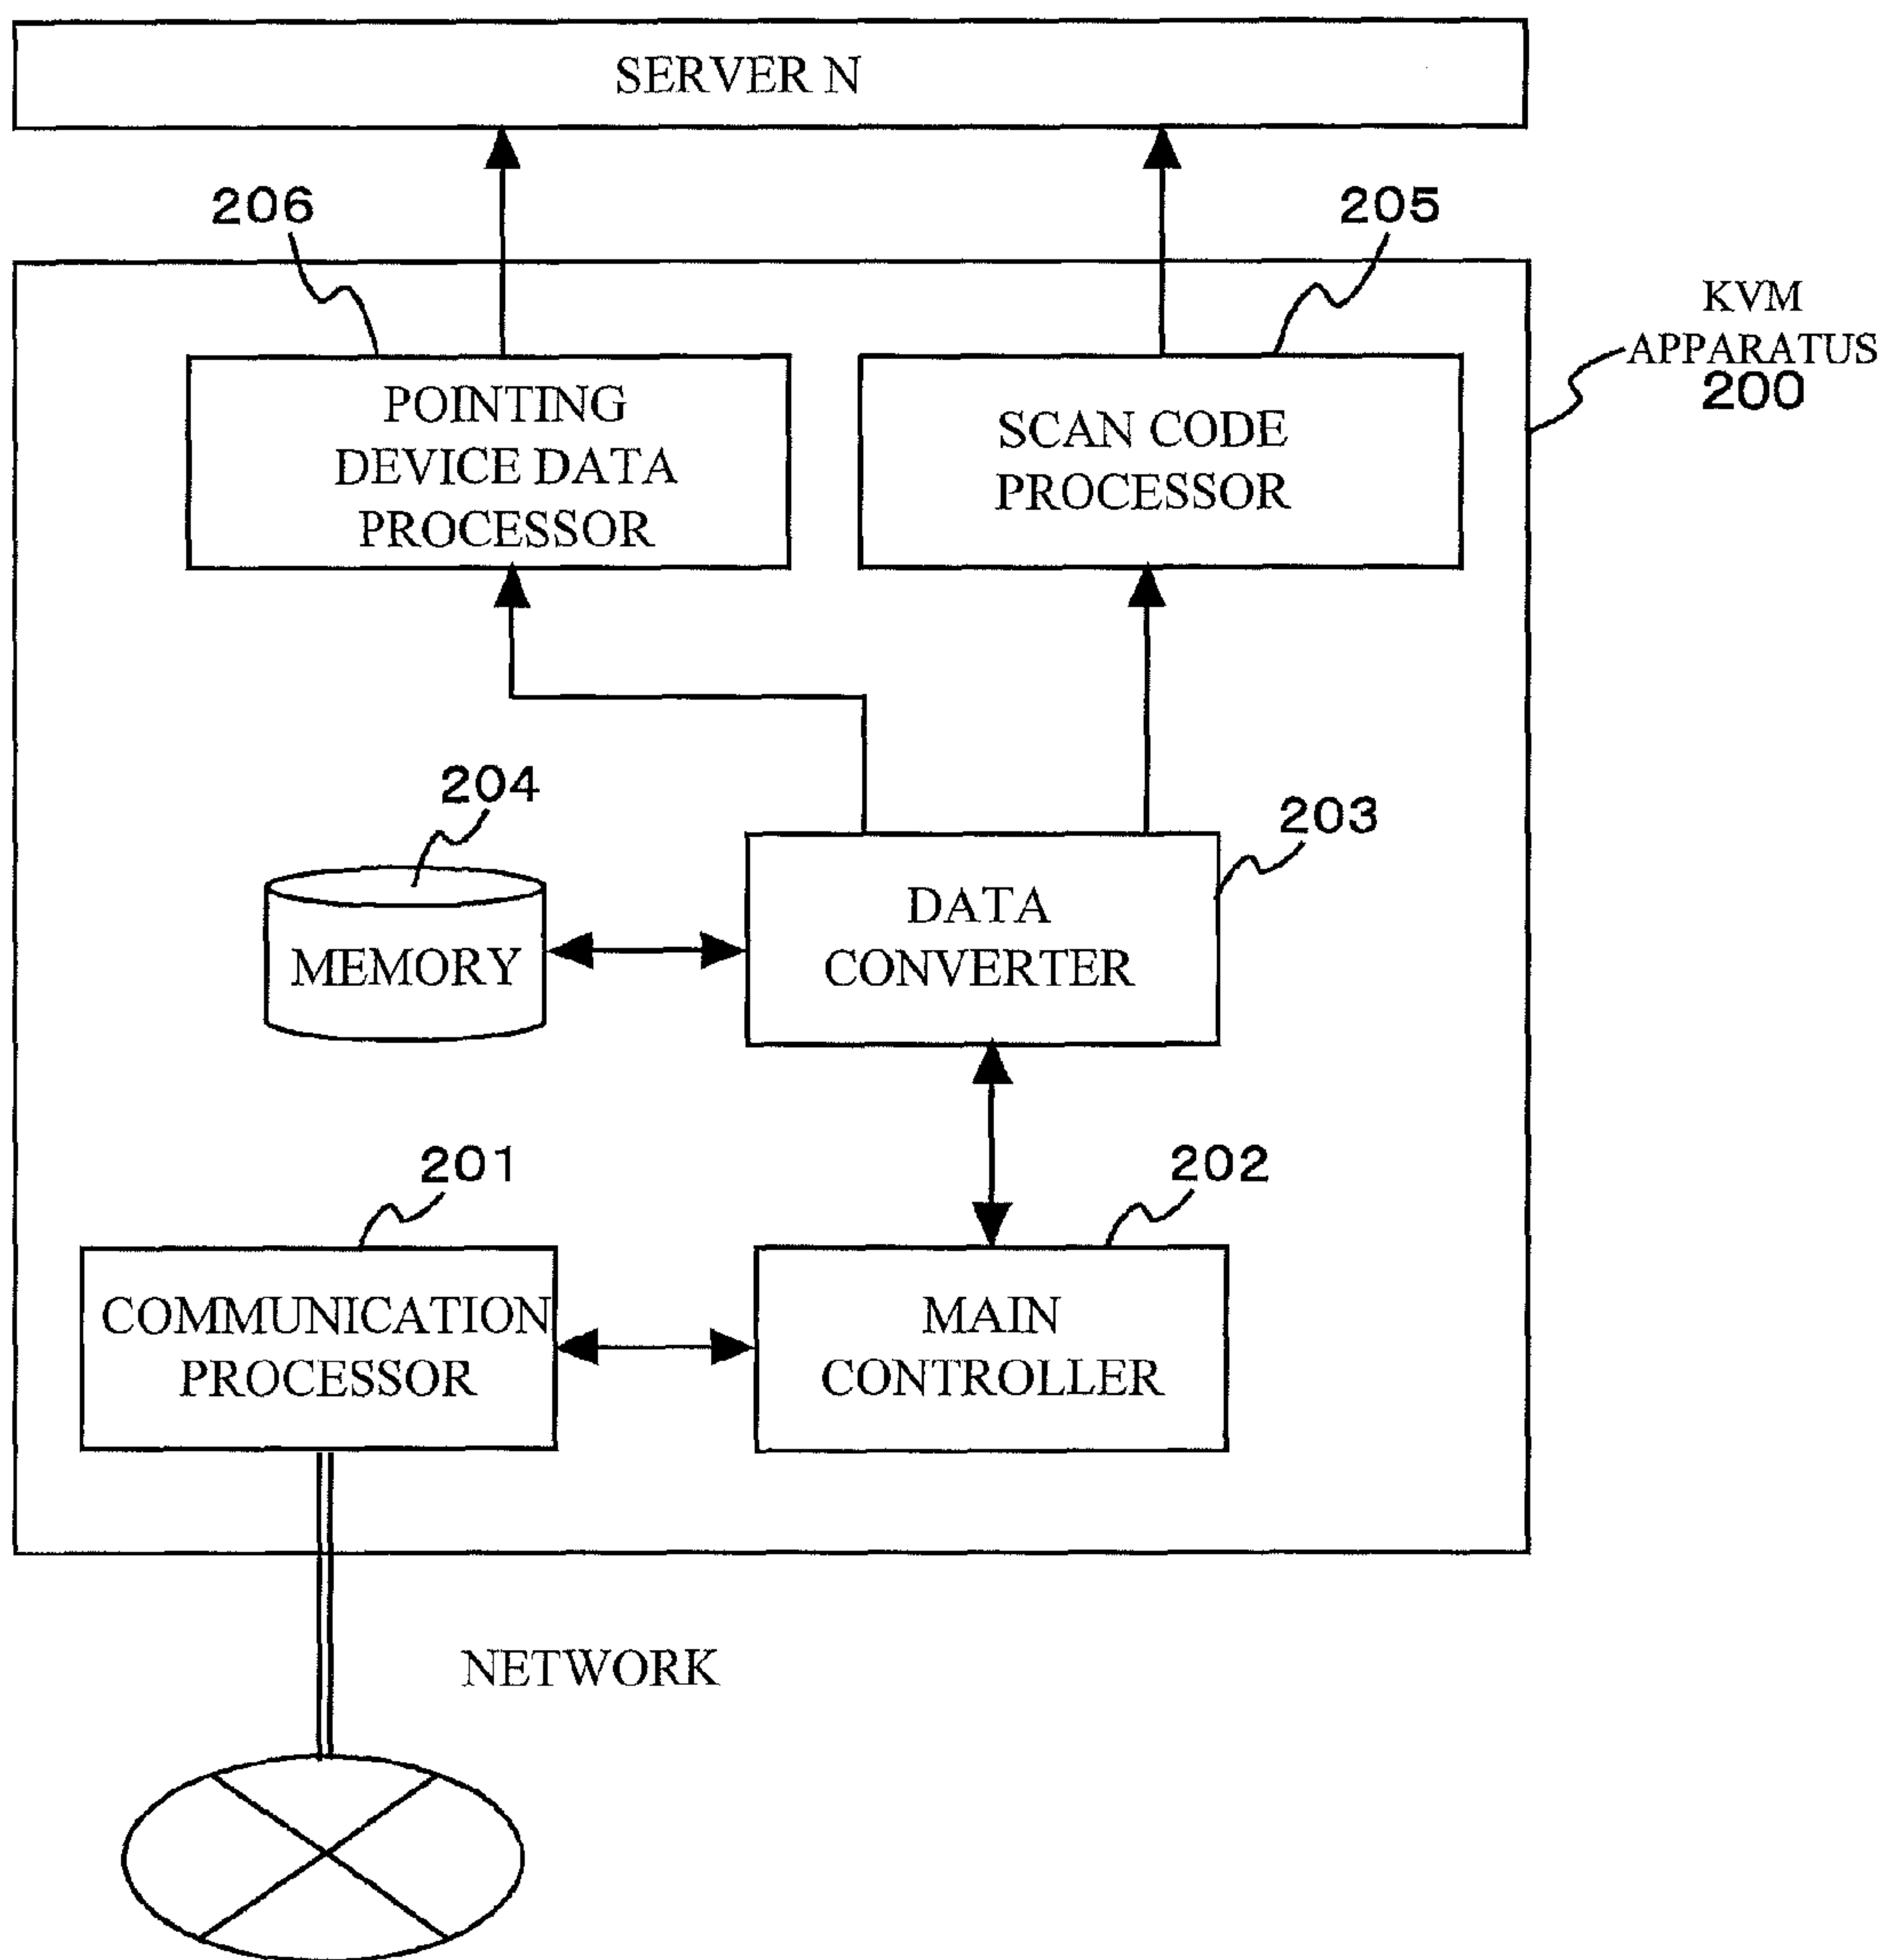 SERVER N
206
205
KVM
APPARATUS
200
POINTING
DEVICE DATA
PROCESSOR
SCAN CODE
PROCESSOR
204
203
MEMORY
DATA
CONVERTER
201
202
COMMUNICATION
PROCESSOR
MAIN
CONTROLLER
NETWORK